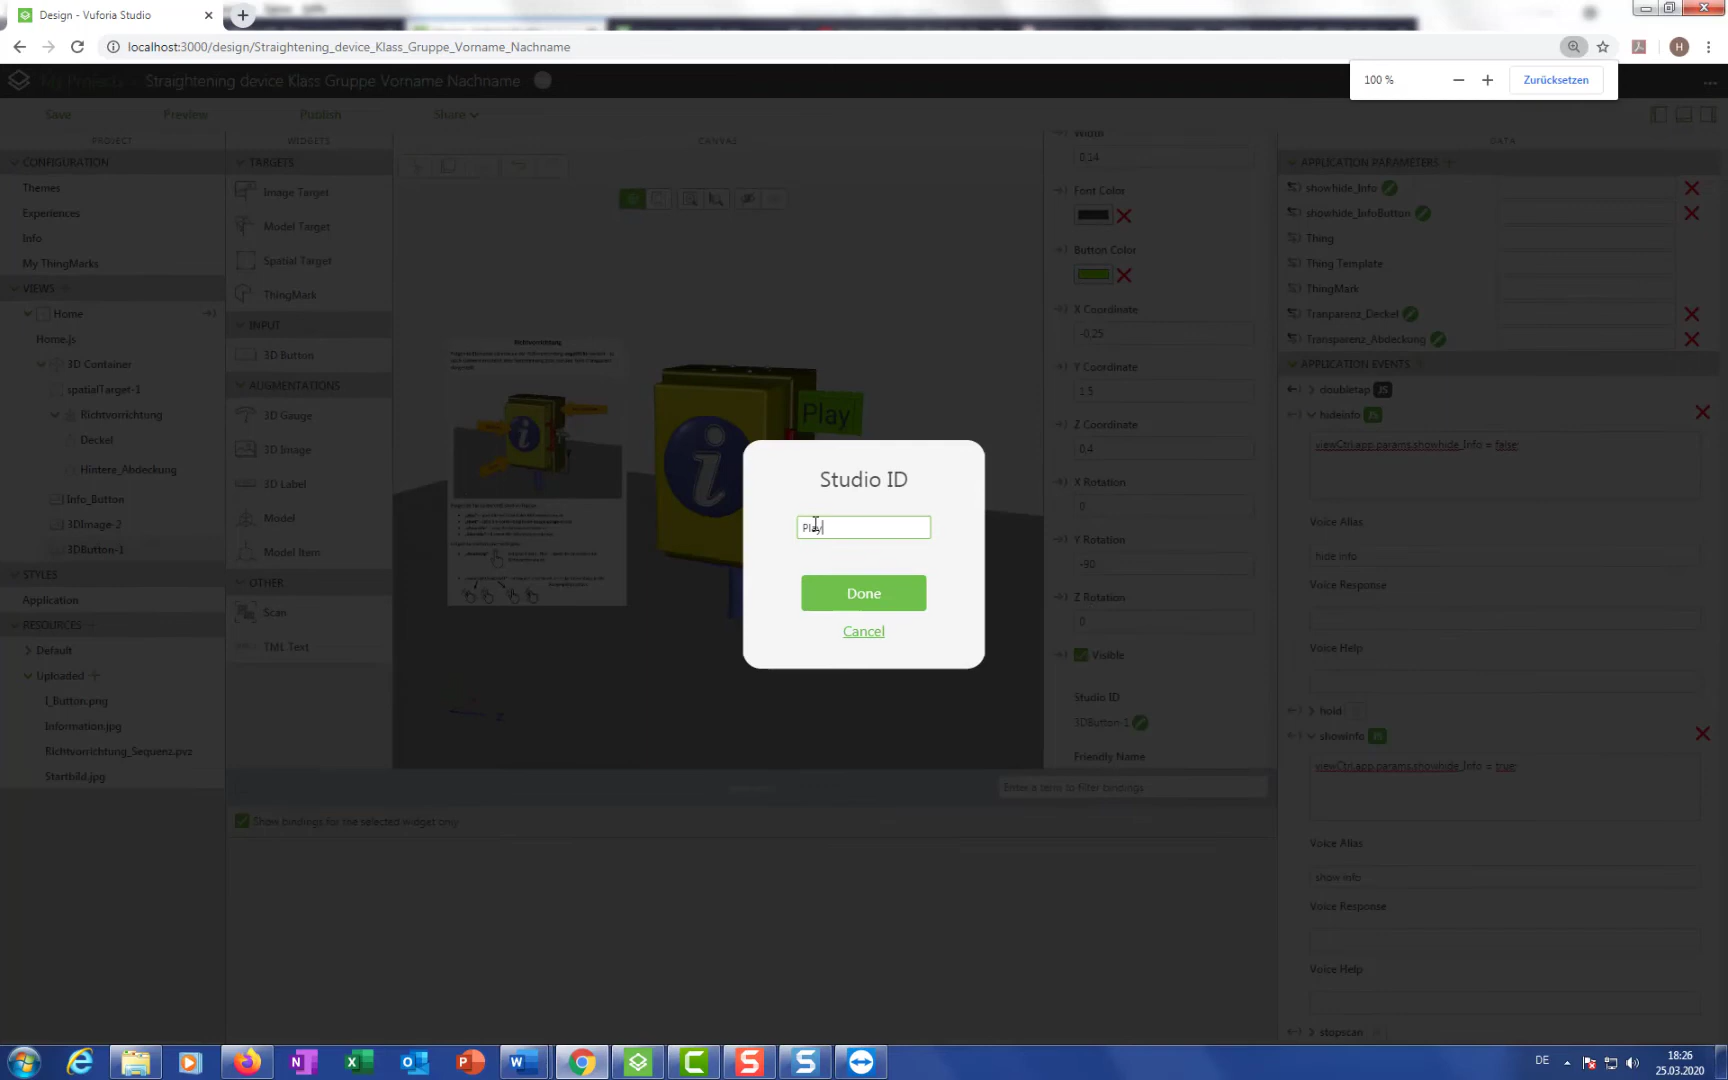 Design - Vuforia Studio
localhost:3000/design/Straightening_device_Klass_Gruppe_Vorname_Nachname
H
100 %
Zurücksetzen
My Projects
Straightening device Klass Gruppe Vorname Nachname
Save
Preview
Publish
Share
PROJECT
CONFIGURATION
Themes
Experiences
Info
My ThingMarks
VIEWS
Home
Home.js
3D Container
spatialTarget-1
Richtvorrichtung
Deckel
Hintere_Abdeckung
Info_Button
3DImage-2
3DButton-1
STYLES
Application
RESOURCES
Default
Uploaded
I_Button.png
Information.jpg
Richtvorrichtung_Sequenz.pvz
Startbild.jpg
WIDGETS
TARGETS
Image Target
Model Target
Spatial Target
ThingMark
INPUT
3D Button
AUGMENTATIONS
3D Gauge
3D Image
3D Label
Model
Model Item
OTHER
Scan
TML Text
CANVAS
Richtvorrichtung
Play
Studio ID
Play
Done
Cancel
Width
0,14
Font Color
Button Color
X Coordinate
-0,25
Y Coordinate
1,5
Z Coordinate
0,4
X Rotation
0
Y Rotation
-90
Z Rotation
0
Visible
Studio ID
3DButton-1
Friendly Name
Enter a term to filter bindings
Show bindings for the selected widget only
DATA
APPLICATION PARAMETERS
showhide_Info
showhide_InfoButton
Thing
Thing Template
ThingMark
Tranparenz_Deckel
Transparenz_Abdeckung
APPLICATION EVENTS
doubletap JS
hideinfo JS
viewCtrl.app.params.showhide_Info = false;
Voice Alias
hide info
Voice Response
Voice Help
hold
showinfo JS
viewCtrl.app.params.showhide_Info = true;
Voice Alias
show info
Voice Response
Voice Help
stopscan
DE
18:26
25.03.2020